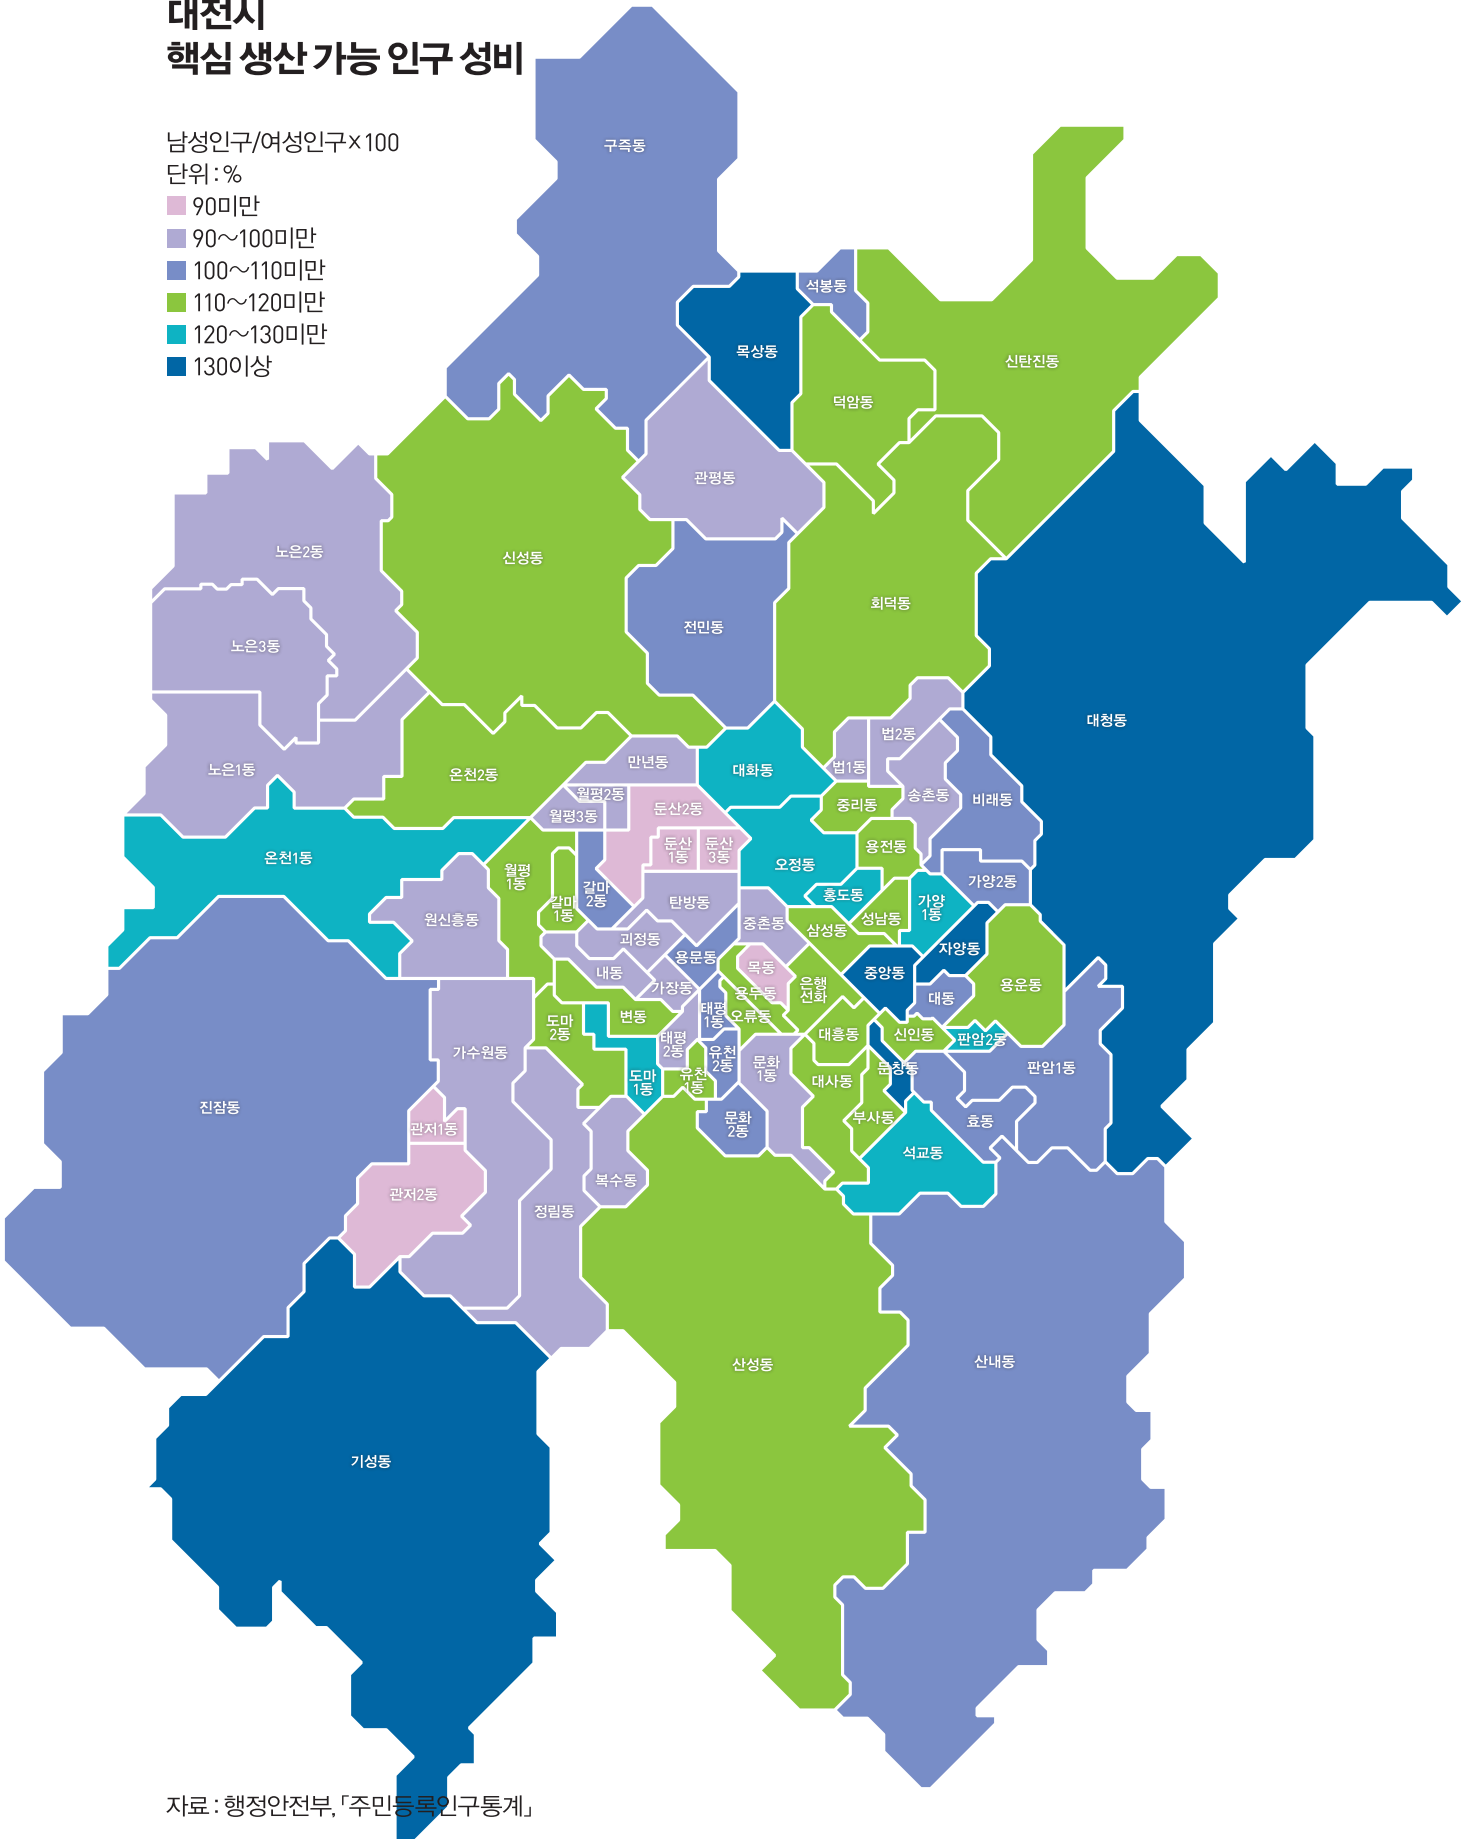 대전시
핵심 생산 가능 인구 성비
남성인구/여성인구×100
단위 : %
90미만
90~100미만
100~110미만
110~120미만
120~130미만
130이상
구즉동
석봉동
목상동
신탄진동
덕암동
관평동
노은2동
신성동
회덕동
전민동
노은3동
대청동
법2동
노은1동
만년동
대화동
법1동
온천2동
월평2동
송촌동
비래동
중리동
둔산2동
월평3동
용전동
둔산
1동
둔산
3동
온천1동
오정동
월평
1동
가양2동
갈마
2동
홍도동
탄방동
가양
1동
갈마
1동
원신흥동
성남동
중촌동
삼성동
괴정동
자양동
용문동
목동
내동
중앙동
은행
선화
용운동
가장동
용두동
대동
태평
1동
오류동
변동
도마
2동
대흥동
신인동
판암2동
태평
2동
가수원동
유천
2동
문화
1동
문창동
판암1동
유천
1동
도마
1동
대사동
진잠동
부사동
문화
2동
효동
관저1동
석교동
복수동
관저2동
정림동
산성동
산내동
기성동
자료 : 행정안전부, 「주민등록인구통계」